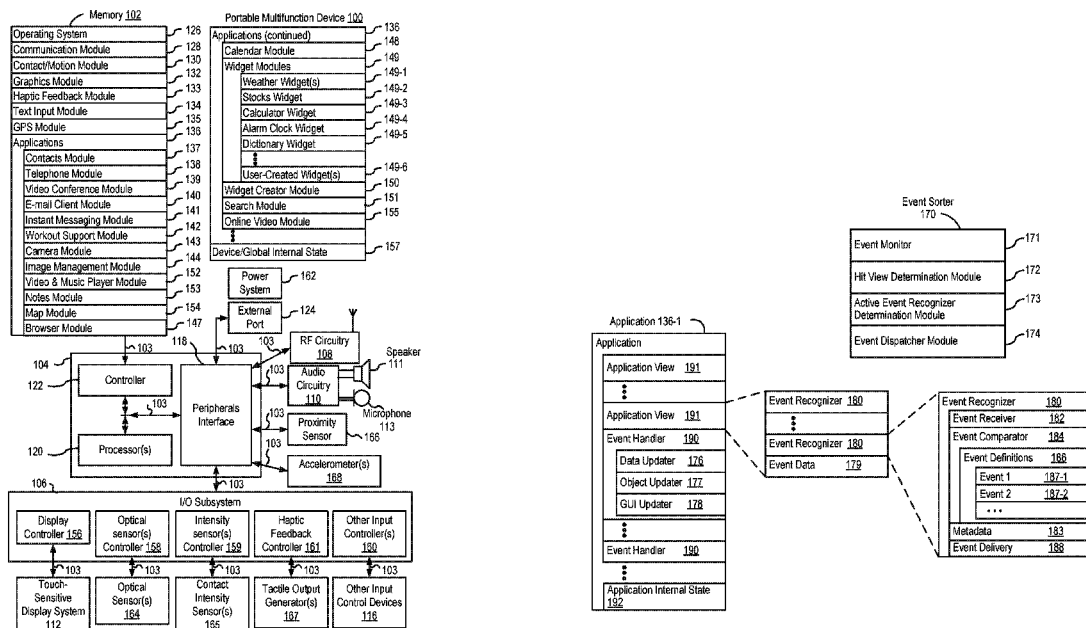 Memory 102
Operating System
126
Communication Module
128
Contact/Motion Module
130
Graphics Module
132
Haptic Feedback Module
133
Text Input Module
134
GPS Module
135
Applications
136
Contacts Module
137
Telephone Module
138
Video Conference Module
139
E-mail Client Module
140
Instant Messaging Module
141
Workout Support Module
142
Camera Module
143
Image Management Module
144
Video & Music Player Module
152
Notes Module
153
Map Module
154
Browser Module
147
Portable Multifunction Device 100
Applications (continued)
136
Calendar Module
148
Widget Modules
149
Weather Widget(s)
149-1
Stocks Widget
149-2
Calculator Widget
149-3
Alarm Clock Widget
149-4
Dictionary Widget
149-5
User-Created Widget(s)
149-6
Widget Creator Module
150
Search Module
151
Online Video Module
155
Device/Global Internal State
157
Power
System
162
External
Port
124
103
103
103
104
118
RF Circuitry
108
Speaker
111
122
Controller
103
Audio
Circuitry
110
103
Peripherals
Interface
Microphone
113
103
Proximity
Sensor
166
120
Processor(s)
103
Accelerometer(s)
168
103
106
I/O Subsystem
Display
Controller 156
Optical
sensor(s)
Controller 158
Intensity
sensor(s)
Controller 159
Haptic
Feedback
Controller 161
Other Input
Controller(s)
160
103
103
103
103
103
Touch-
Sensitive
Display System
112
Optical
Sensor(s)
164
Contact
Intensity
Sensor(s)
165
Tactile Output
Generator(s)
167
Other Input
Control Devices
116
Event Sorter
170
Event Monitor
171
Hit View Determination Module
172
Active Event Recognizer
Determination Module
173
Event Dispatcher Module
174
Application 136-1
Application
Application View 191
Application View 191
Event Handler 190
Data Updater 176
Object Updater 177
GUI Updater 178
Event Handler 190
Application Internal State
192
Event Recognizer 180
Event Recognizer 180
Event Data 179
Event Recognizer 180
Event Receiver 182
Event Comparator 184
Event Definitions 186
Event 1 187-1
Event 2 187-2
...
Metadata 183
Event Delivery 188